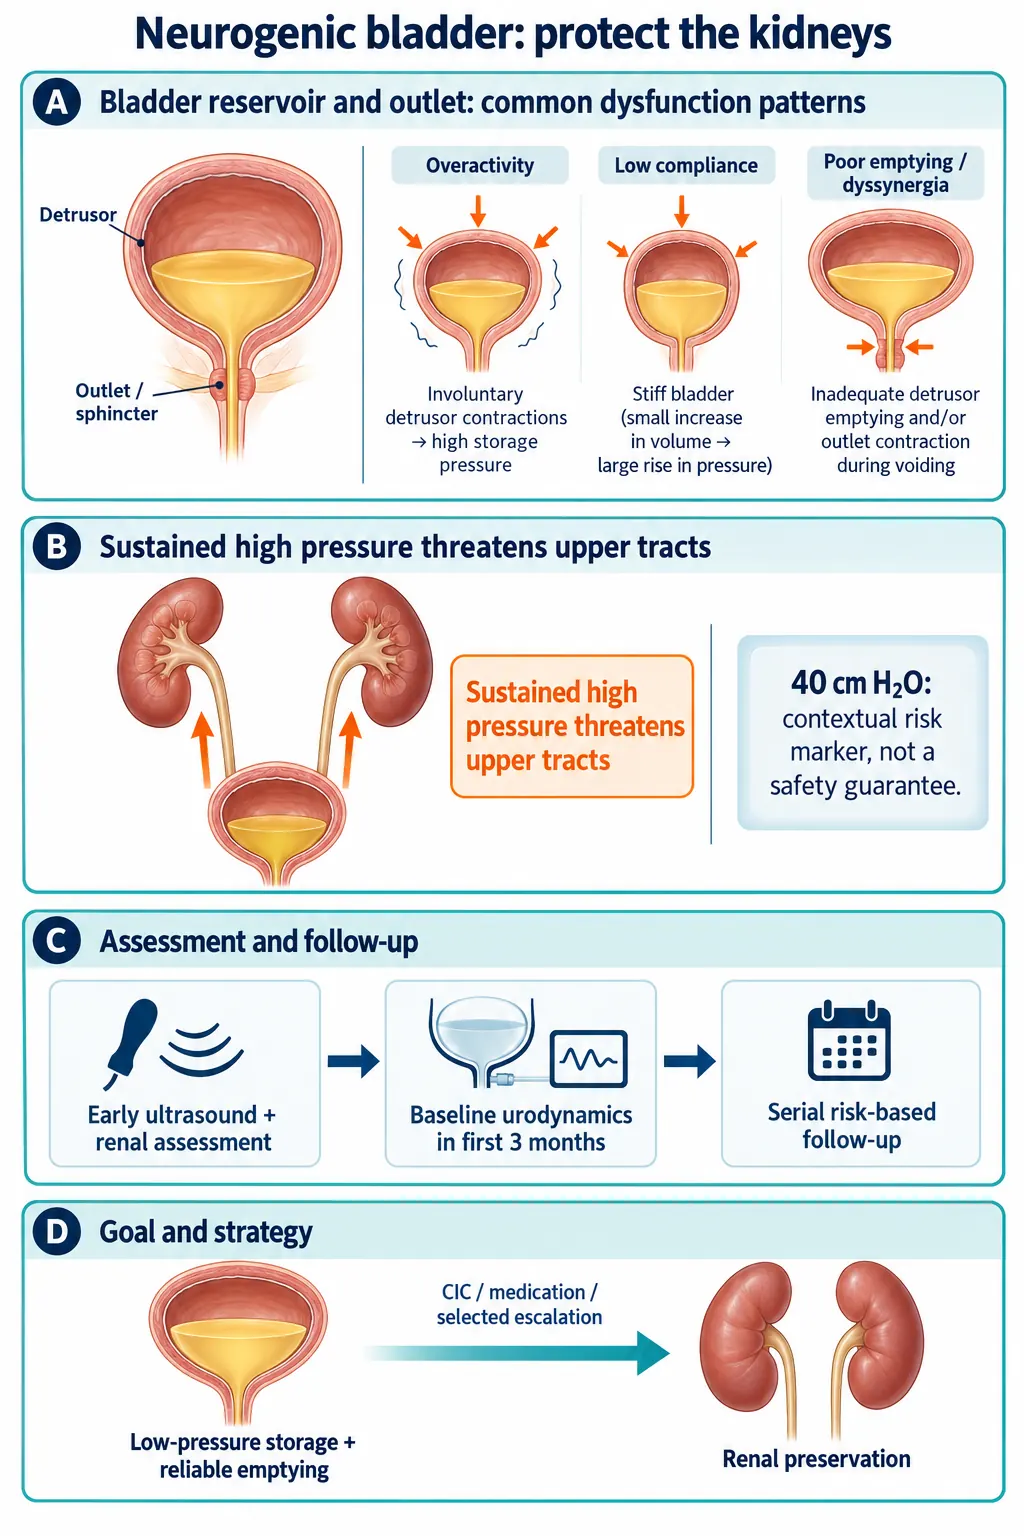 Neurogenic bladder: protect the kidneys
A
Bladder reservoir and outlet: common dysfunction patterns
Detrusor
Outlet /
sphincter
Overactivity
Involuntary
detrusor contractions
→ high storage
pressure
Low compliance
Stiff bladder
(small increase
in volume →
large rise in pressure)
Poor emptying /
dyssynergia
Inadequate detrusor
emptying and/or
outlet contraction
during voiding
B
Sustained high pressure threatens upper tracts
Sustained high
pressure threatens
upper tracts
40 cm H₂O:
contextual risk
marker, not a
safety guarantee.
C
Assessment and follow-up
Early ultrasound +
renal assessment
Baseline urodynamics
in first 3 months
Serial risk-based
follow-up
D
Goal and strategy
Low-pressure storage +
reliable emptying
CIC / medication /
selected escalation
Renal preservation